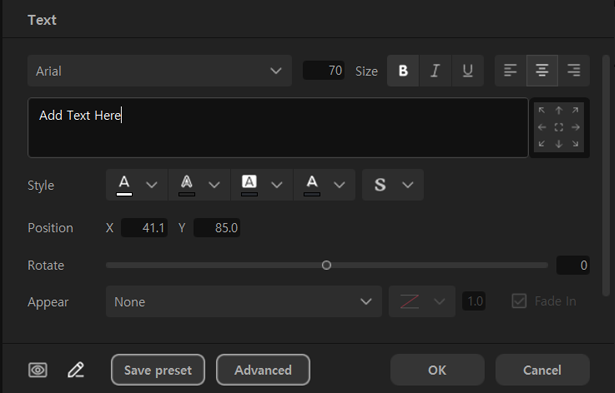 Text
Arial 70 Size B I U
Add Text Here
Style A A A A S
Position X 41.1 Y 85.0
Rotate 0
Appear None 1.0 Fade In
Save preset Advanced OK Cancel